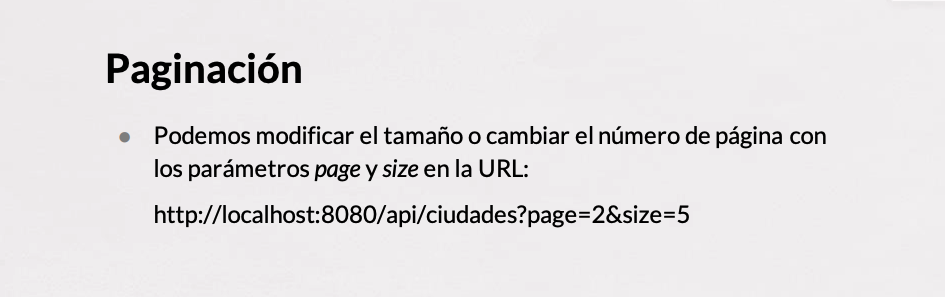 Paginación
● Podemos modificar el tamaño o cambiar el número de página con
los parámetros page y size en la URL:
http://localhost:8080/api/ciudades?page=2&size=5